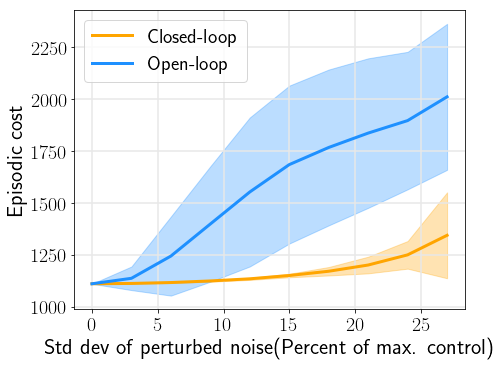 Closed-loop
Open-loop
Episodic cost
2250
2000
1750
1500
1250
1000
0 5 10 15 20 25
Std dev of perturbed noise(Percent of max. control)